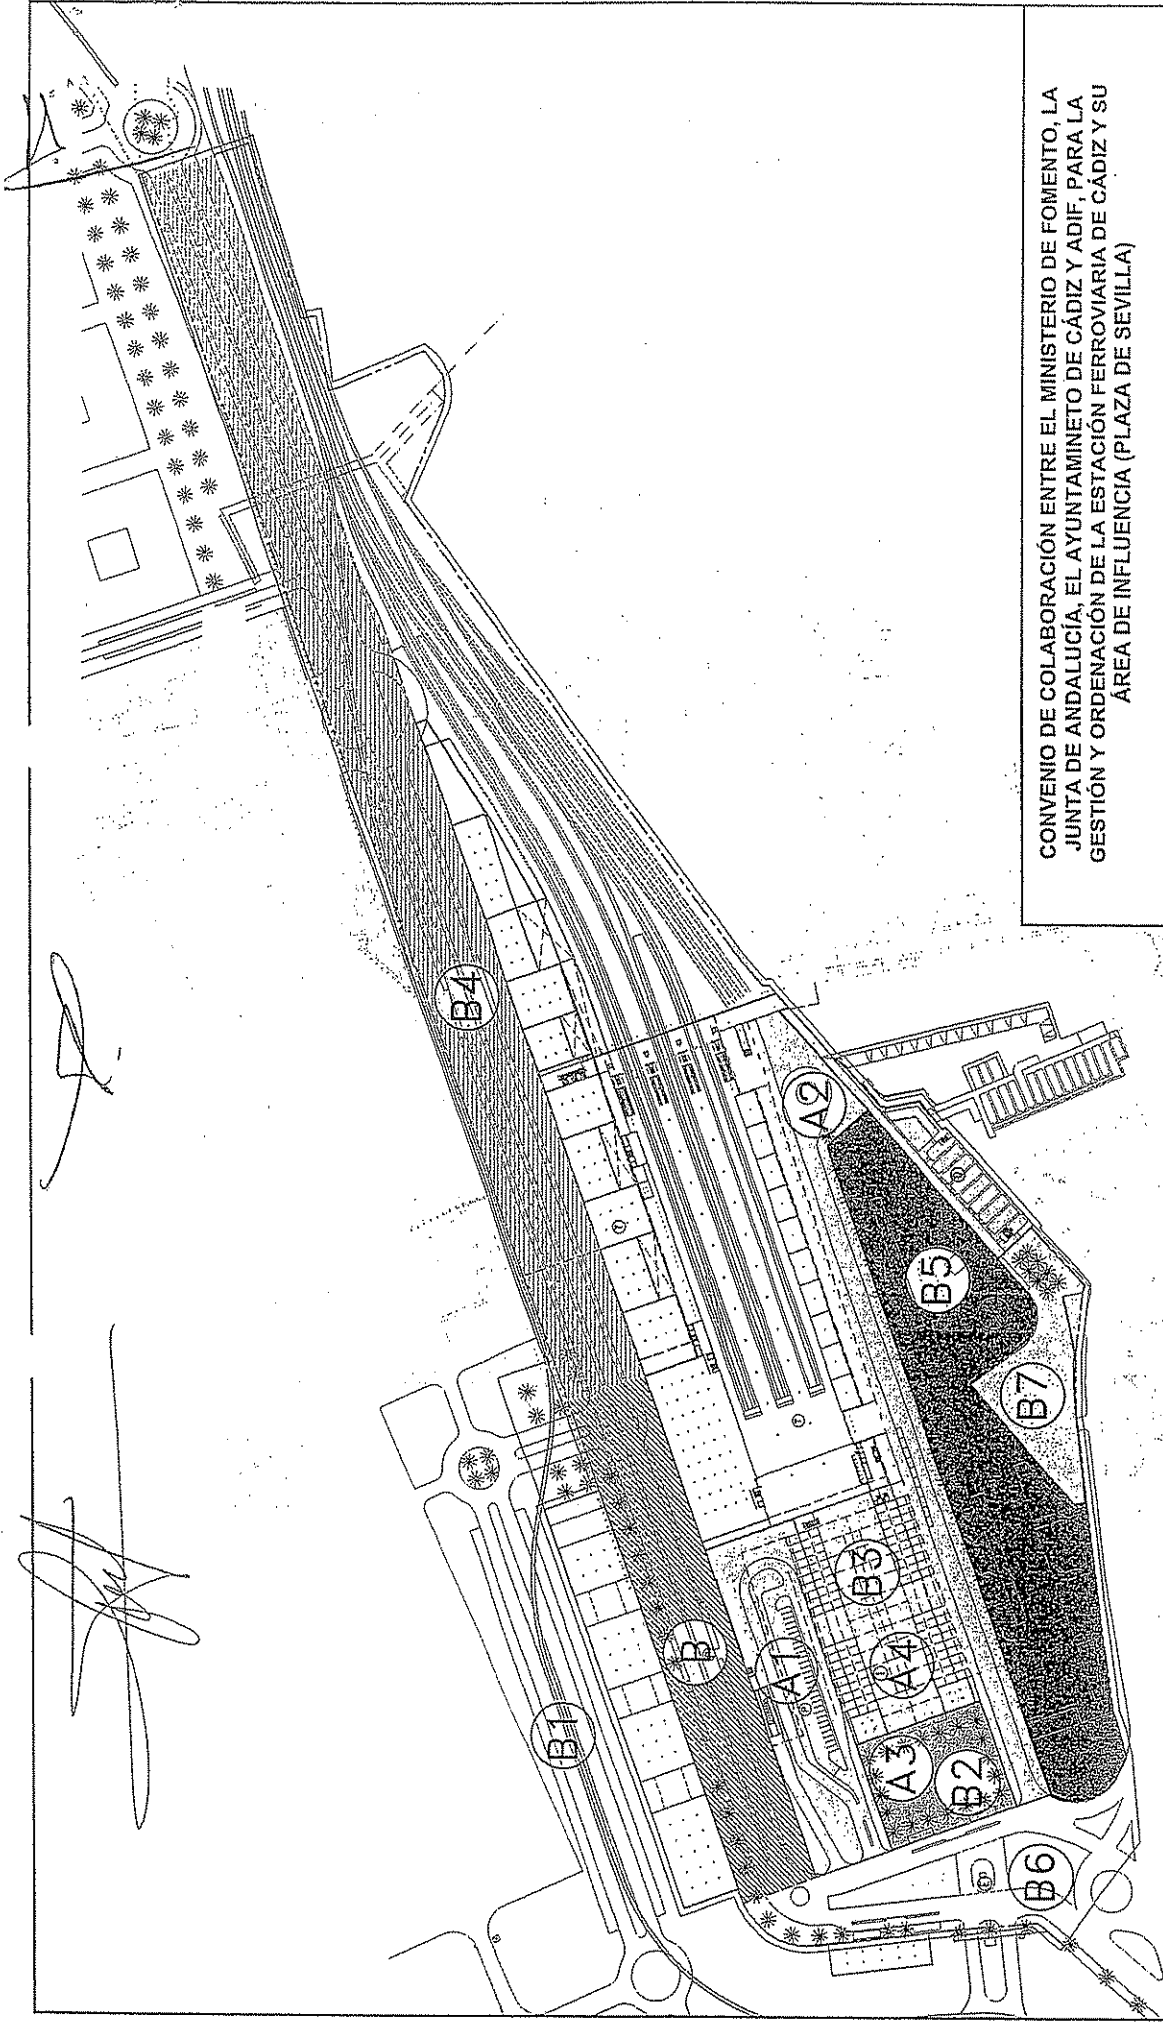 B4
A2
B5
B7
B1
B
A1
B3
A4
A3
B2
B6
CONVENIO DE COLABORACIÓN ENTRE EL MINISTERIO DE FOMENTO, LA
JUNTA DE ANDALUCÍA, EL AYUNTAMINETO DE CÁDIZ Y ADIF, PARA LA
GESTIÓN Y ORDENACIÓN DE LA ESTACIÓN FERROVIARIA DE CÁDIZ Y SU
ÁREA DE INFLUENCIA (PLAZA DE SEVILLA)